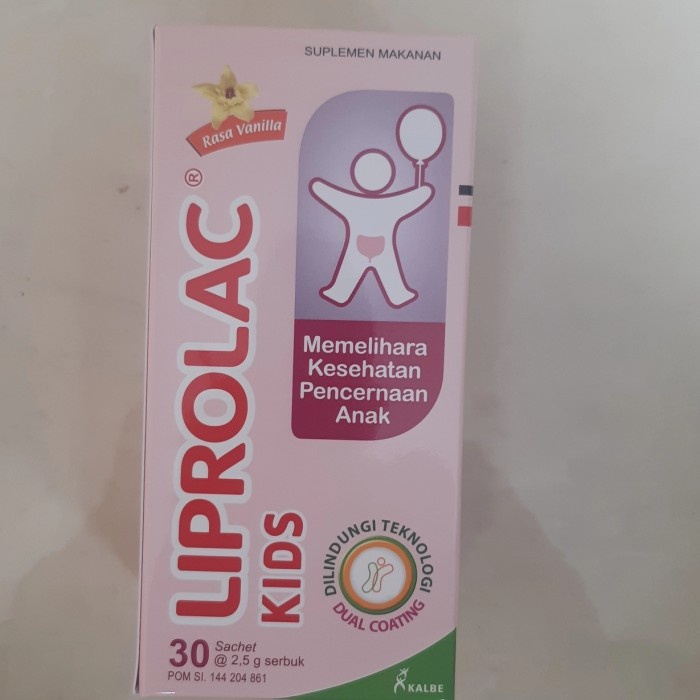 SUPLEMEN MAKANAN
Rasa Vanilla
LIPROLAC®
KIDS
Memelihara
Kesehatan
Pencernaan
Anak
DILINDUNGI TEKNOLOGI
DUAL COATING
30 Sachet
@ 2,5 g serbuk
POM SI. 144 204 861
KALBE